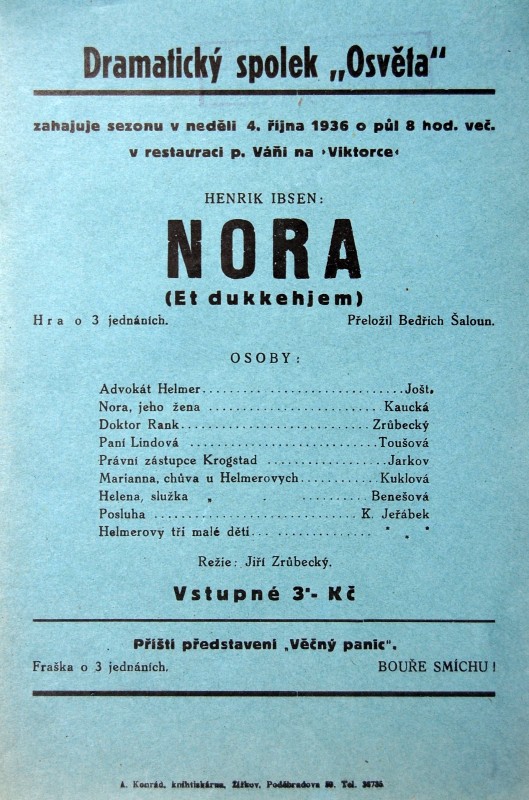 Dramatický spolek „Osvěta“
zahajuje sezonu v neděli 4. října 1936 o půl 8 hod. več.
v restauraci p. Váňi na ›Viktorce‹
HENRIK IBSEN:
NORA
(Et dukkehjem)
Hra o 3 jednáních. Přeložil Bedřich Šaloun.
OSOBY:
Advokát Helmer.............................Jošt.
Nora, jeho žena ........................ Kaucká
Doktor Rank...........................Zrůbecký
Paní Lindová ..........................Toušová
Právní zástupce Krogstad .................Jarkov
Marianna, chůva u Helmerových...........Kuklová
Helena, služka „ ..........Benešová
Posluha .............................K. Jeřábek
Helmerovy tři malé děti............... * „ *
Režie: Jiří Zrůbecký.
Vstupné 3·- Kč
Příští představení „Věčný panic“.
Fraška o 3 jednáních. BOUŘE SMÍCHU!
A. Konrád, knihtiskárna, Žižkov, Poděbradova 80. Tel. 36735.